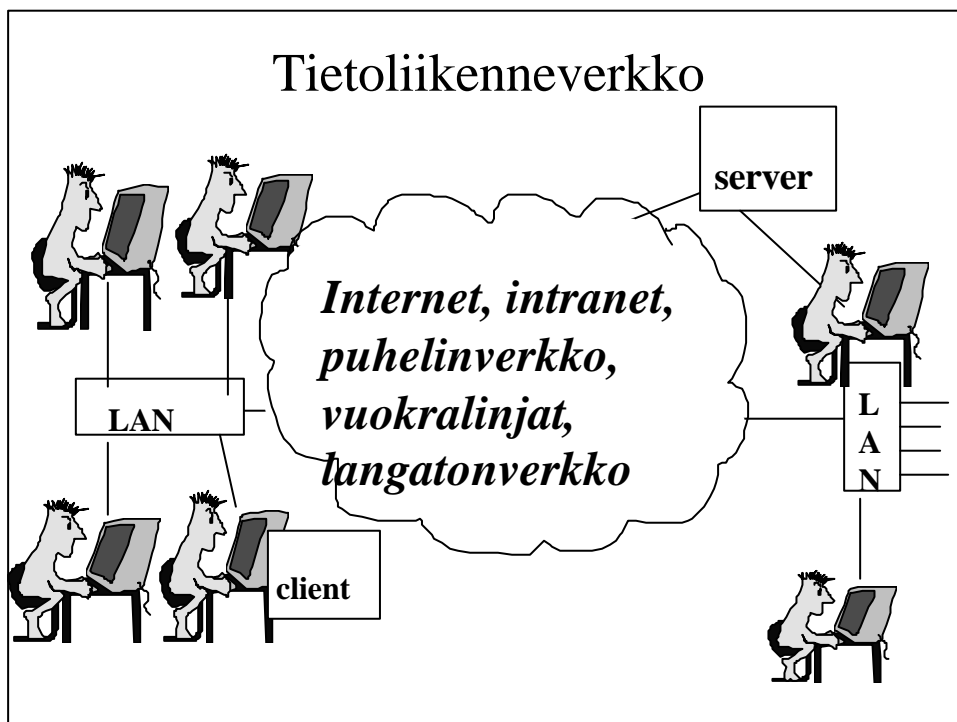 Tietoliikenneverkko
server
Internet, intranet,
puhelinverkko,
vuokralinjat,
langatonverkko
LAN
L
A
N
client